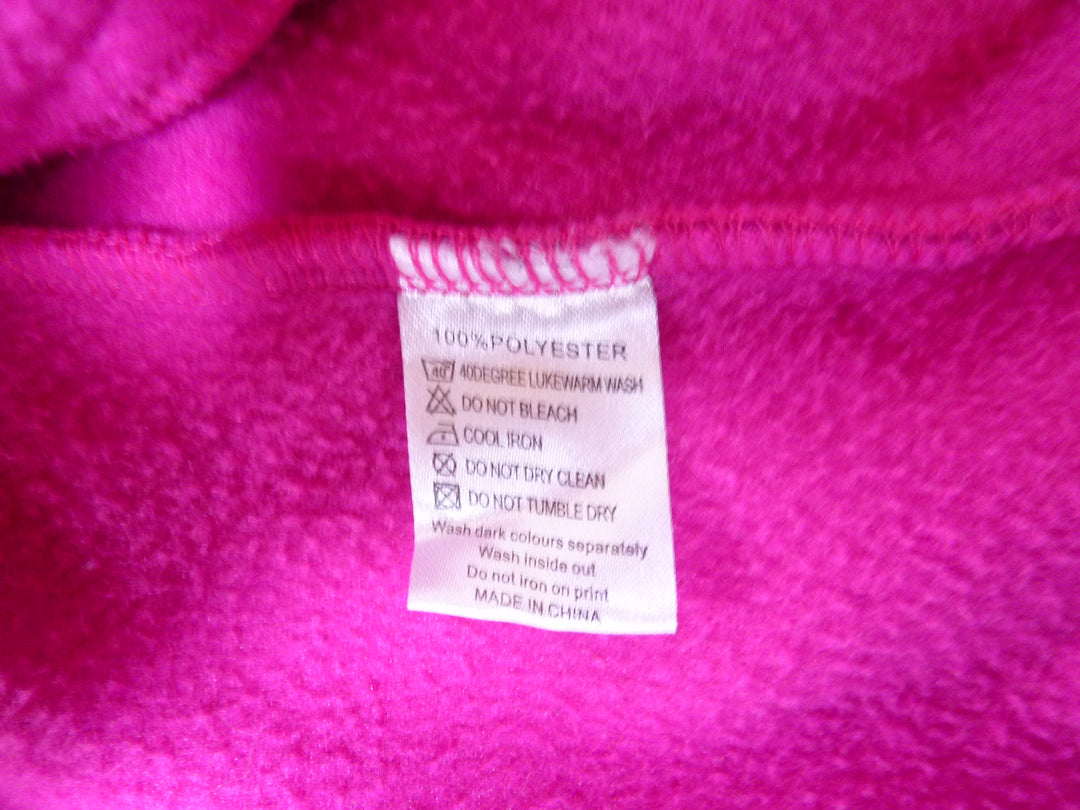 100%POLYESTER
40° 40DEGREE LUKEWARM WASH
DO NOT BLEACH
COOL IRON
DO NOT DRY CLEAN
DO NOT TUMBLE DRY
Wash dark colours separately
Wash inside out
Do not iron on print
MADE IN CHINA